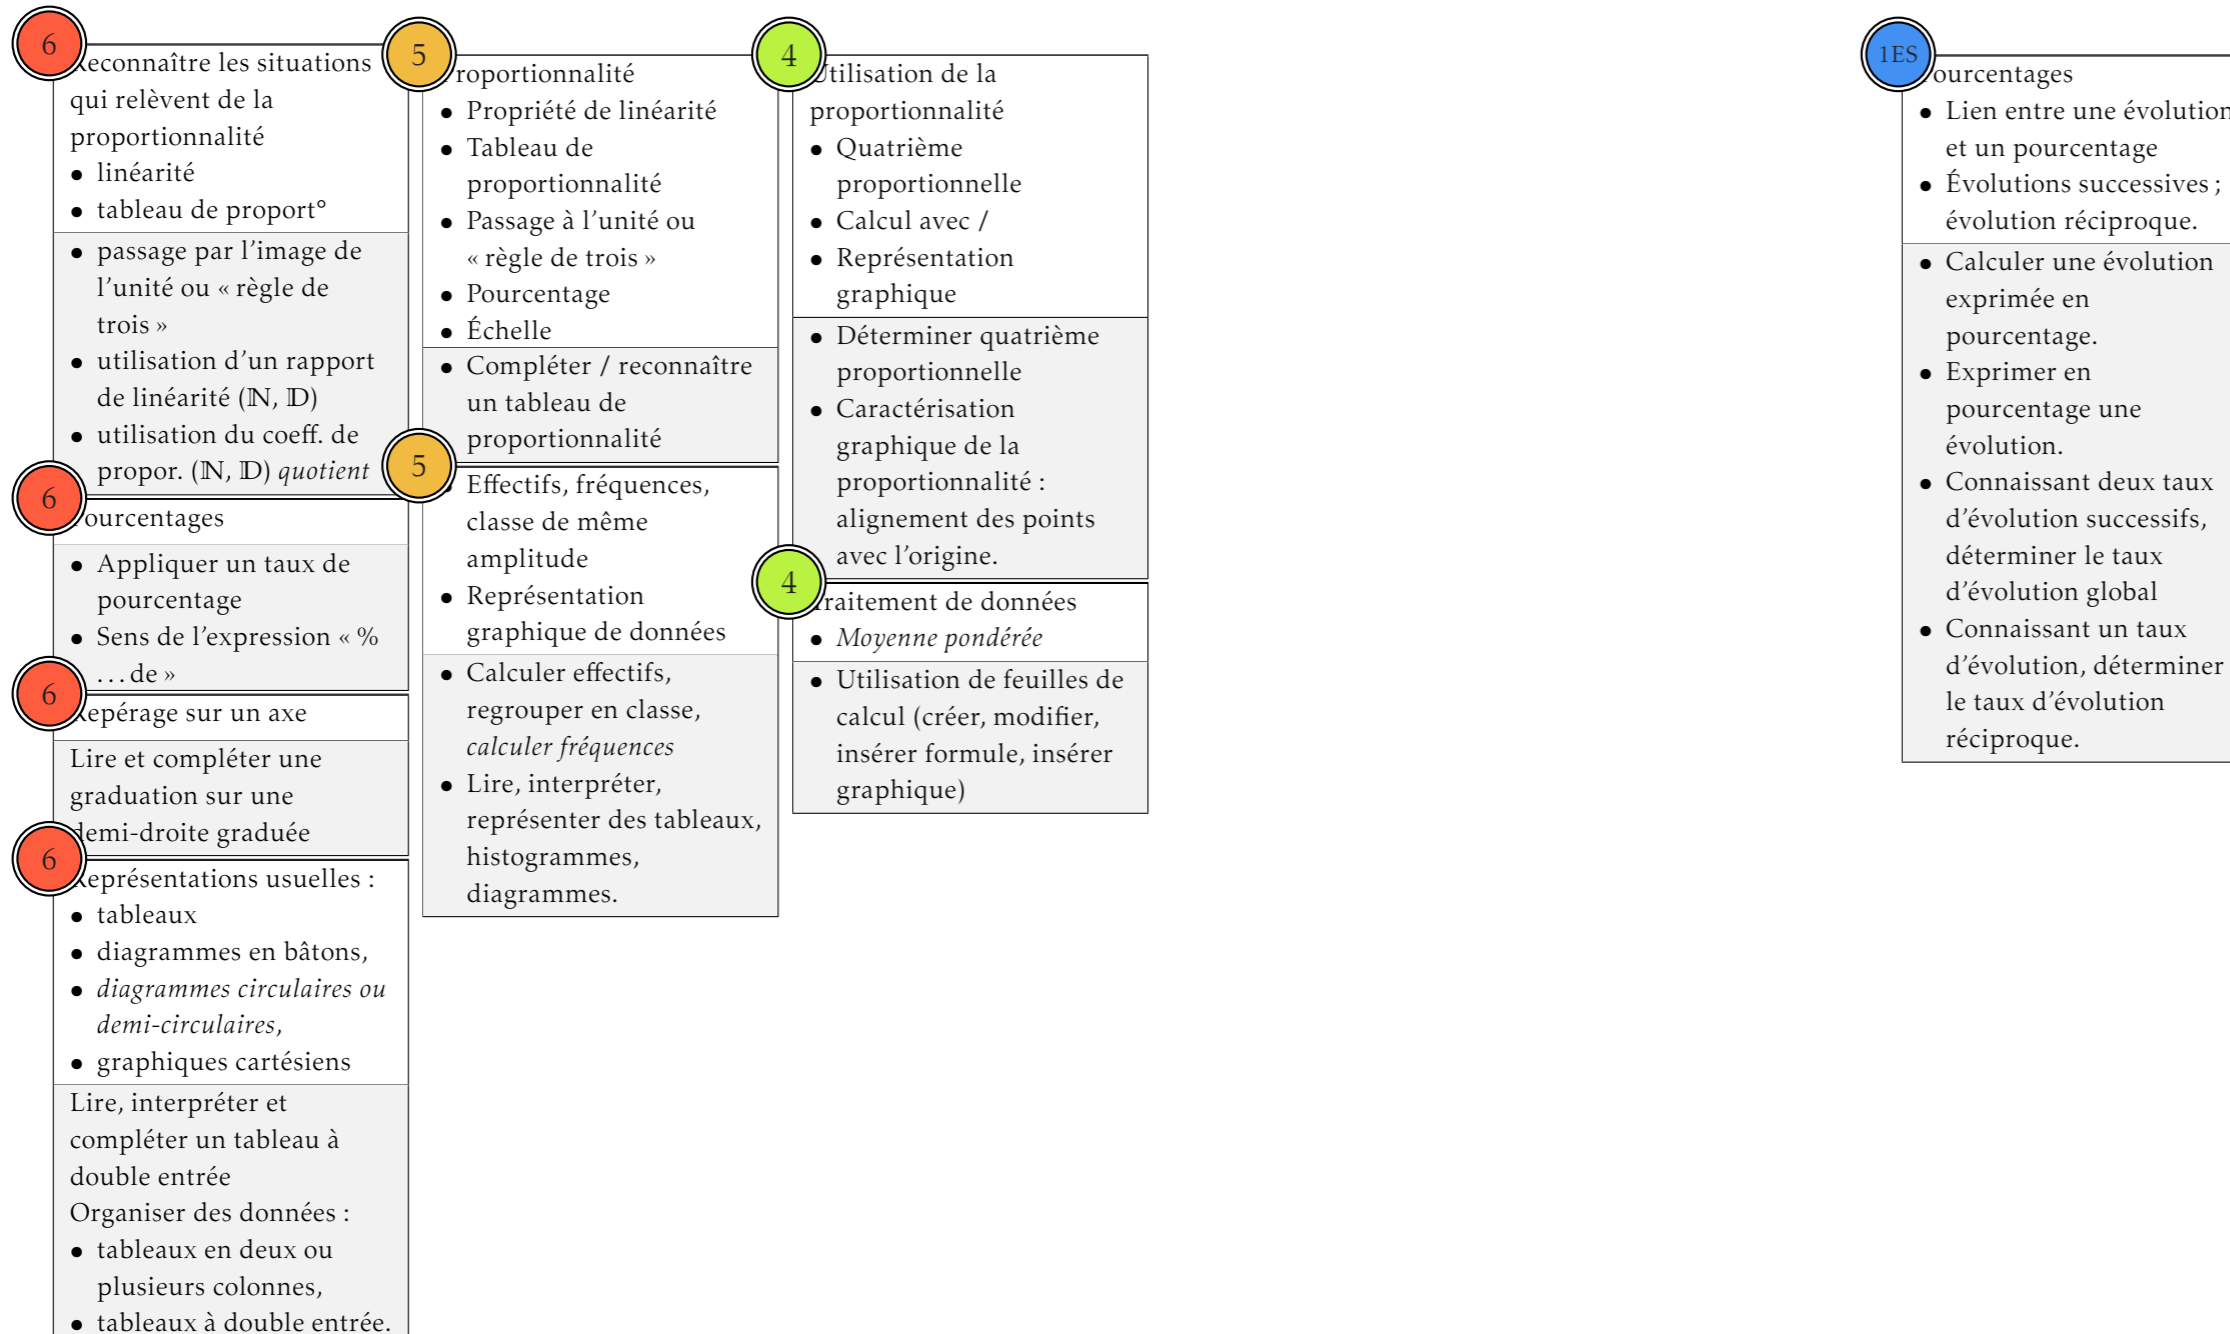 6
Reconnaître les situations
qui relèvent de la
proportionnalité
• linéarité
• tableau de proport°
• passage par l'image de
l'unité ou « règle de
trois »
• utilisation d'un rapport
de linéarité (ℕ, 𝔻)
• utilisation du coeff. de
propor. (ℕ, 𝔻) quotient
6
Pourcentages
• Appliquer un taux de
pourcentage
• Sens de l'expression « %
... de »
6
Repérage sur un axe
Lire et compléter une
graduation sur une
demi-droite graduée
6
Représentations usuelles :
• tableaux
• diagrammes en bâtons,
• diagrammes circulaires ou
demi-circulaires,
• graphiques cartésiens
Lire, interpréter et
compléter un tableau à
double entrée
Organiser des données :
• tableaux en deux ou
plusieurs colonnes,
• tableaux à double entrée.
5
Proportionnalité
• Propriété de linéarité
• Tableau de
proportionnalité
• Passage à l'unité ou
« règle de trois »
• Pourcentage
• Échelle
• Compléter / reconnaître
un tableau de
proportionnalité
5
• Effectifs, fréquences,
classe de même
amplitude
• Représentation
graphique de données
• Calculer effectifs,
regrouper en classe,
calculer fréquences
• Lire, interpréter,
représenter des tableaux,
histogrammes,
diagrammes.
4
Utilisation de la
proportionnalité
• Quatrième
proportionnelle
• Calcul avec /
• Représentation
graphique
• Déterminer quatrième
proportionnelle
• Caractérisation
graphique de la
proportionnalité :
alignement des points
avec l'origine.
4
Traitement de données
• Moyenne pondérée
• Utilisation de feuilles de
calcul (créer, modifier,
insérer formule, insérer
graphique)
1ES
Pourcentages
• Lien entre une évolution
et un pourcentage
• Évolutions successives ;
évolution réciproque.
• Calculer une évolution
exprimée en
pourcentage.
• Exprimer en
pourcentage une
évolution.
• Connaissant deux taux
d'évolution successifs,
déterminer le taux
d'évolution global
• Connaissant un taux
d'évolution, déterminer
le taux d'évolution
réciproque.